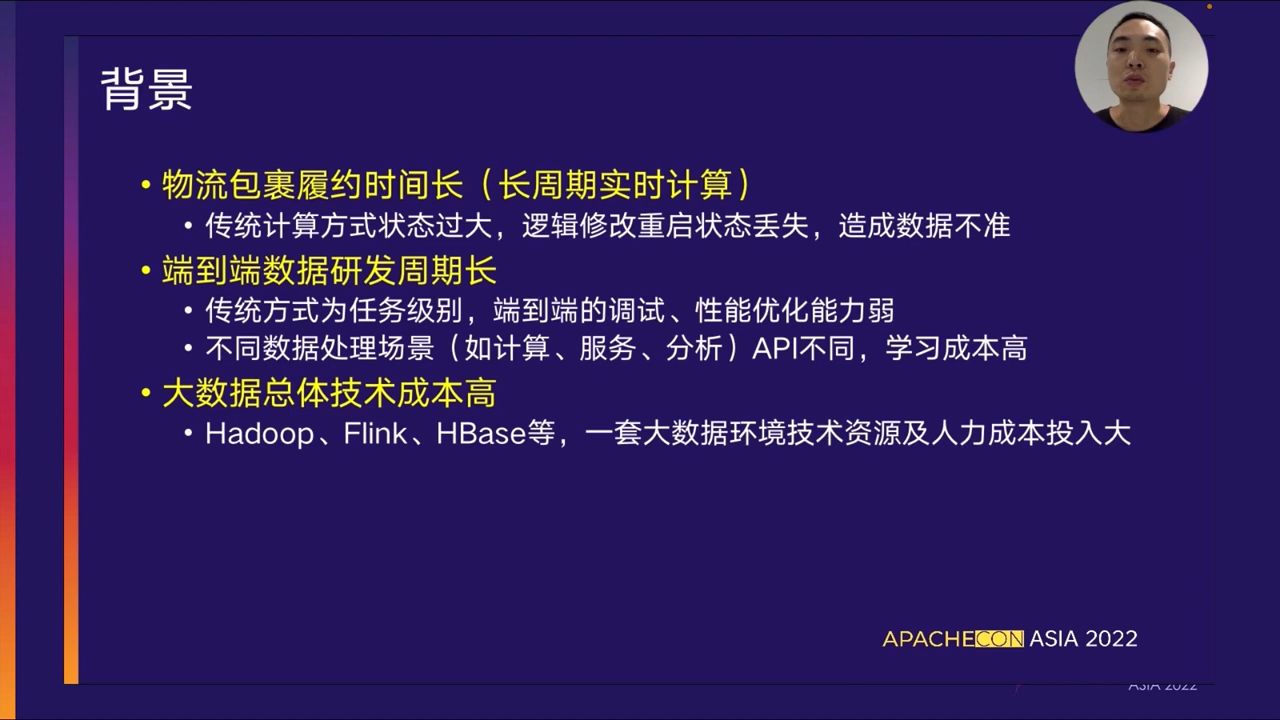 背景
• 物流包裹履约时间长（长周期实时计算）
• 传统计算方式状态过大，逻辑修改重启状态丢失，造成数据不准
• 端到端数据研发周期长
• 传统方式为任务级别，端到端的调试、性能优化能力弱
• 不同数据处理场景（如计算、服务、分析）API不同，学习成本高
• 大数据总体技术成本高
• Hadoop、Flink、HBase等，一套大数据环境技术资源及人力成本投入大
APACHECON ASIA 2022
ASIA 2022